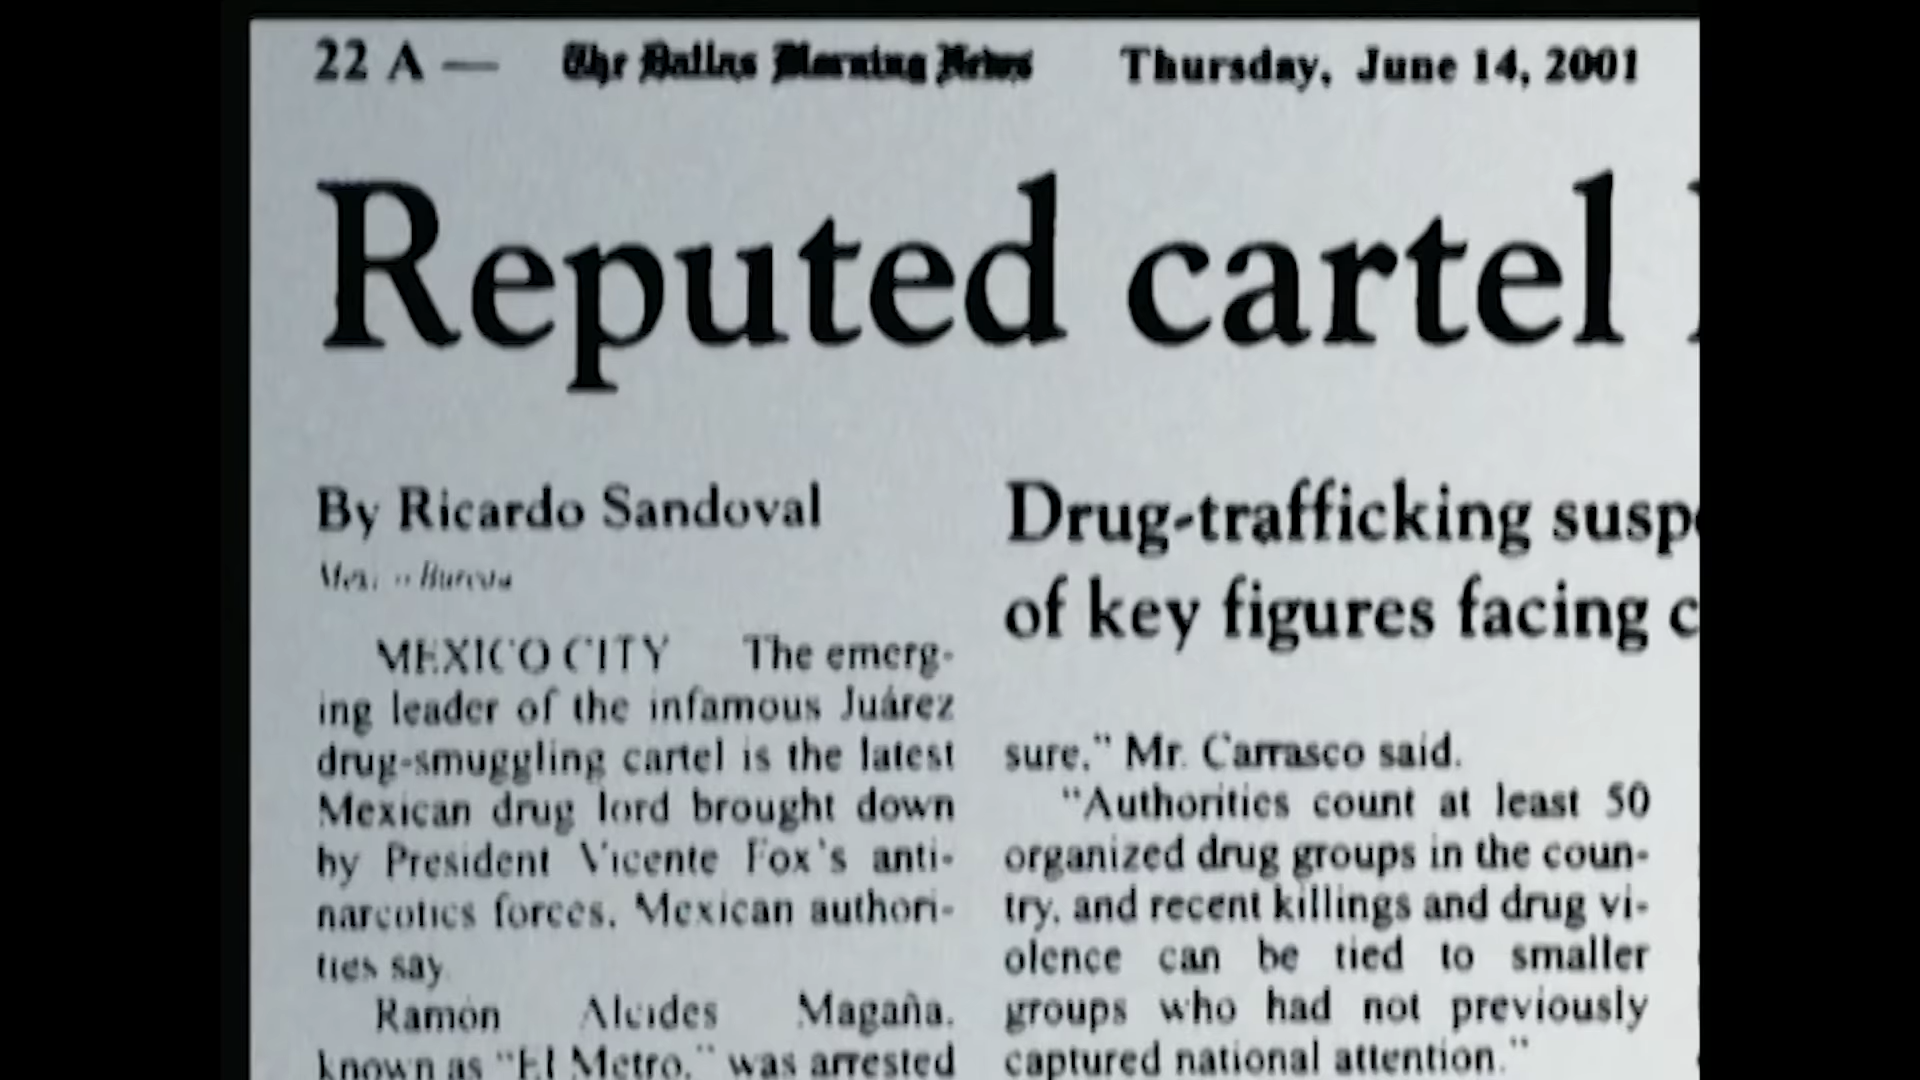 22 A — The Dallas Morning News Thursday, June 14, 2001
Reputed cartel
By Ricardo Sandoval
Bureau
MEXICO CITY The emerg-
ing leader of the infamous Juárez
drug-smuggling cartel is the latest
Mexican drug lord brought down
by President Vicente Fox's anti-
narcotics forces, Mexican authori-
ties say
Ramón Alcides Magaña,
known as "El Metro," was arrested
Drug-trafficking
of key figures facing
sure," Mr. Carrasco said.
"Authorities count at least 50
organized drug groups in the coun-
try, and recent killings and drug vi-
olence can be tied to smaller
groups who had not previously
captured national attention."